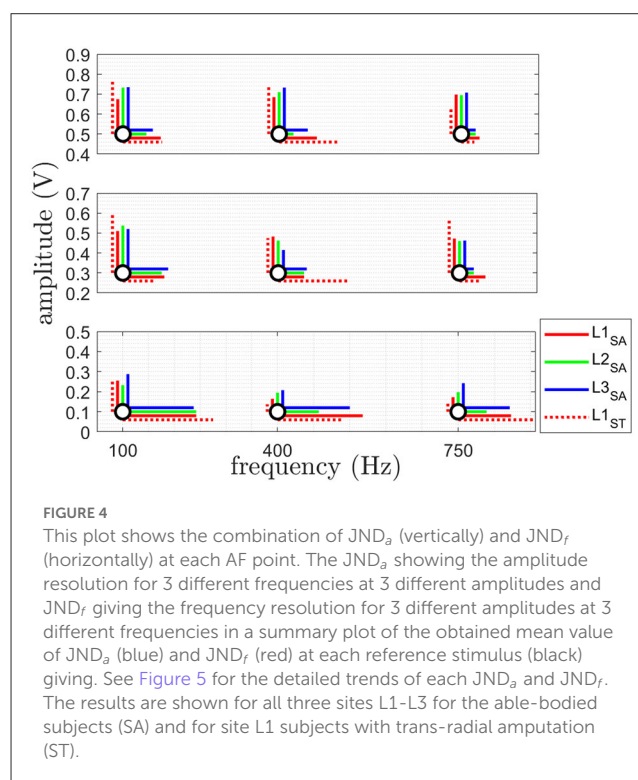 0.9
0.8
0.7
0.6
0.5
0.4
0.7
0.6
0.5
0.4
0.3
0.2
0.5
0.4
0.3
0.2
0.1
0
amplitude (V)
100 400 750
frequency (Hz)
L1SA
L2SA
L3SA
L1ST
FIGURE 4
This plot shows the combination of JNDa (vertically) and JNDf
(horizontally) at each AF point. The JNDa showing the amplitude
resolution for 3 different frequencies at 3 different amplitudes and
JNDf giving the frequency resolution for 3 different amplitudes at 3
different frequencies in a summary plot of the obtained mean value
of JNDa (blue) and JNDf (red) at each reference stimulus (black)
giving. See Figure 5 for the detailed trends of each JNDa and JNDf.
The results are shown for all three sites L1-L3 for the able-bodied
subjects (SA) and for site L1 subjects with trans-radial amputation
(ST).